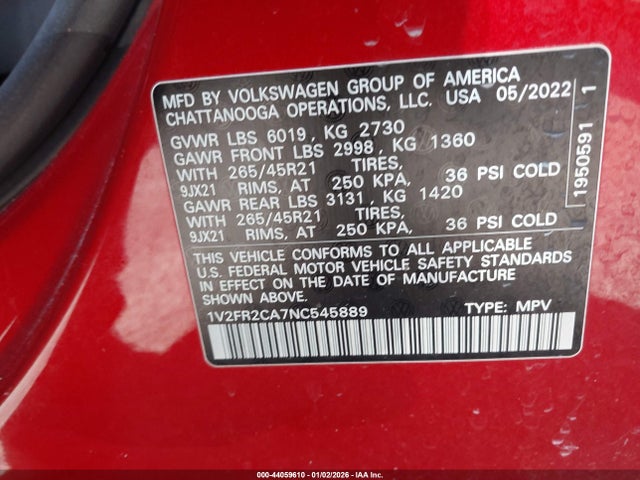 MFD BY VOLKSWAGEN GROUP OF AMERICA
CHATTANOOGA OPERATIONS, LLC. USA 05/2022
GVWR LBS 6019, KG 2730
GAWR FRONT LBS 2998, KG 1360
WITH 265/45R21 TIRES,
9JX21 RIMS, AT 250 KPA, 36 PSI COLD
GAWR REAR LBS 3131, KG 1420
WITH 265/45R21 TIRES,
9JX21 RIMS, AT 250 KPA, 36 PSI COLD
THIS VEHICLE CONFORMS TO ALL APPLICABLE
U.S. FEDERAL MOTOR VEHICLE SAFETY STANDARDS
IN EFFECT ON THE DATE OF MANUFACTURE
SHOWN ABOVE.
1V2FR2CA7NC545889 TYPE: MPV
1950591 1
000-44059610 - 01/02/2026 - IAA Inc.